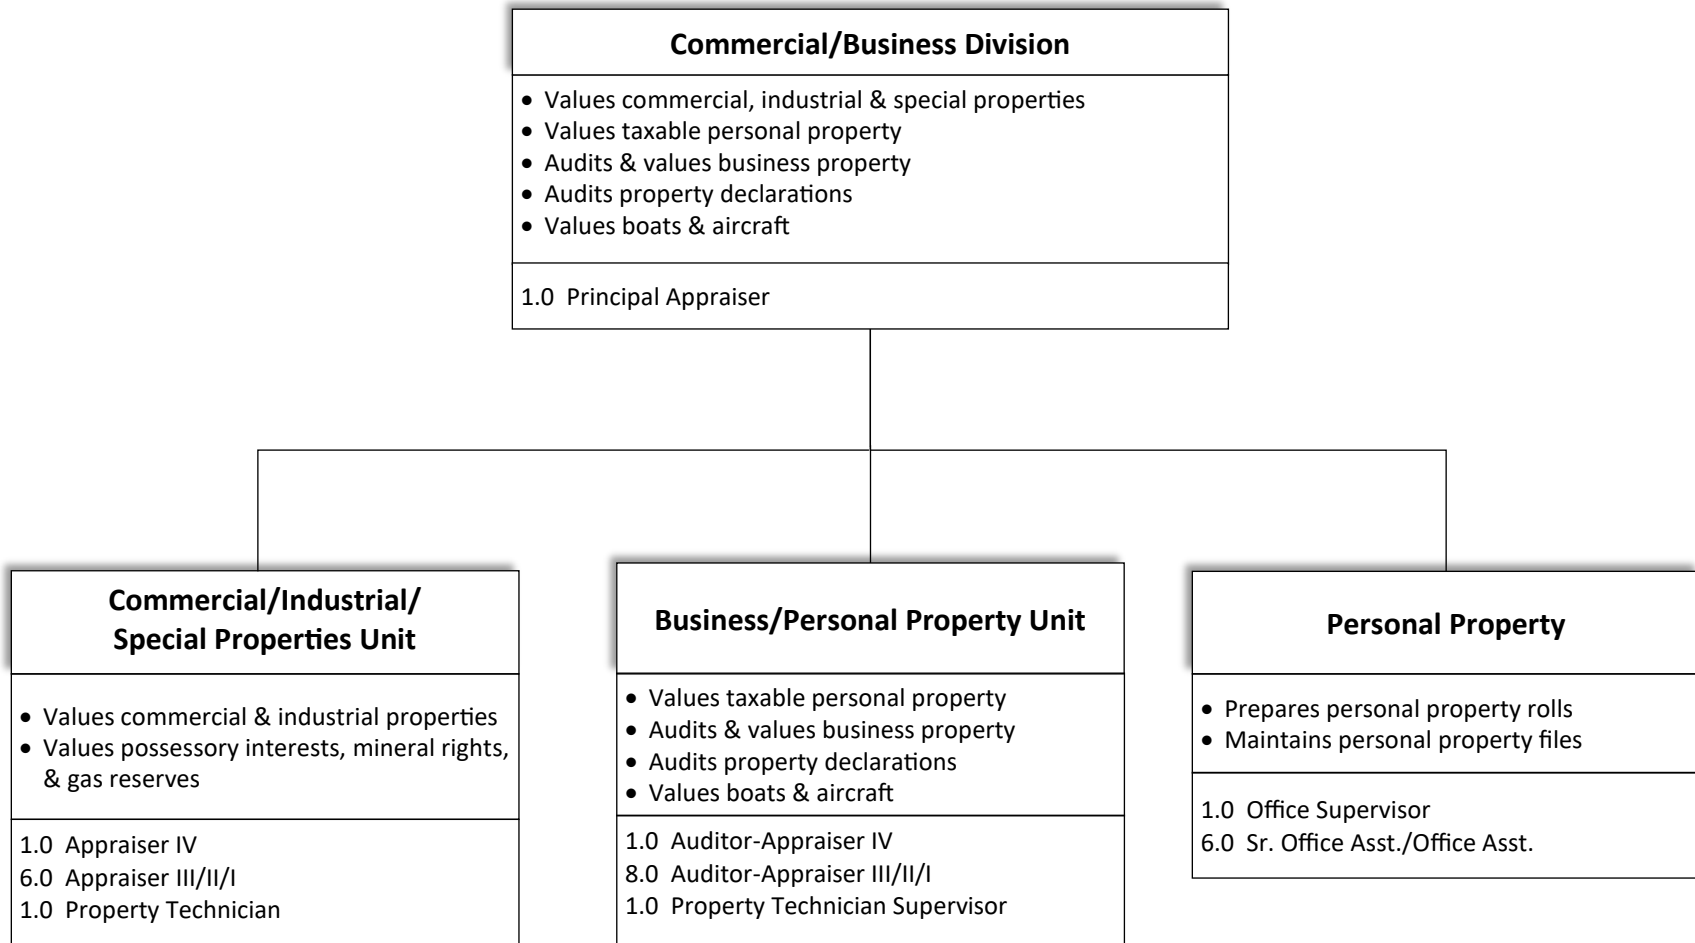 Commercial/Business Division
• Values commercial, industrial & special properties
• Values taxable personal property
• Audits & values business property
• Audits property declarations
• Values boats & aircraft
1.0 Principal Appraiser
Commercial/Industrial/
Special Properties Unit
• Values commercial & industrial properties
• Values possessory interests, mineral rights,
& gas reserves
1.0 Appraiser IV
6.0 Appraiser III/II/I
1.0 Property Technician
Business/Personal Property Unit
• Values taxable personal property
• Audits & values business property
• Audits property declarations
• Values boats & aircraft
1.0 Auditor-Appraiser IV
8.0 Auditor-Appraiser III/II/I
1.0 Property Technician Supervisor
Personal Property
• Prepares personal property rolls
• Maintains personal property files
1.0 Office Supervisor
6.0 Sr. Office Asst./Office Asst.